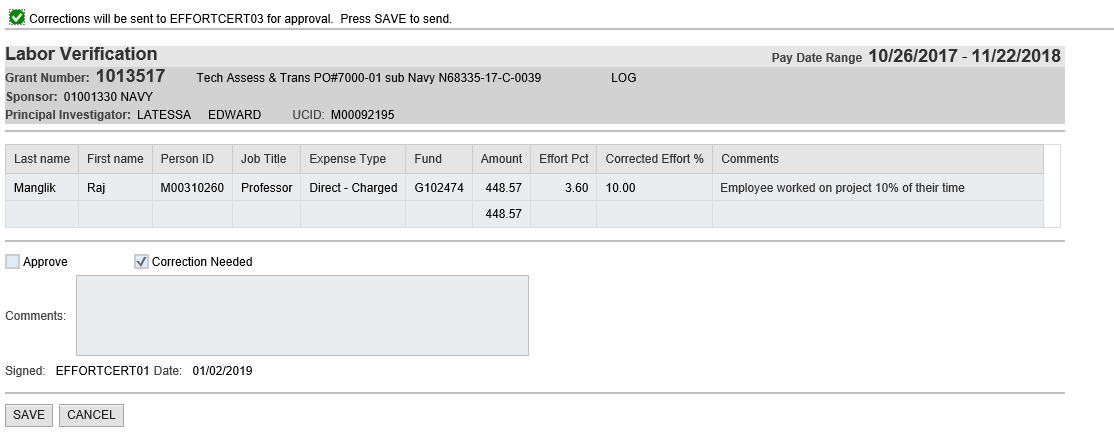 Corrections will be sent to EFFORTCERT03 for approval. Press SAVE to send.
Labor Verification Pay Date Range 10/26/2017 - 11/22/2018
Grant Number: 1013517 Tech Assess & Trans PO#7000-01 sub Navy N68335-17-C-0039 LOG
Sponsor: 01001330 NAVY
Principal Investigator: LATESSA EDWARD UCID: M00092195
Last name First name Person ID Job Title Expense Type Fund Amount Effort Pct Corrected Effort % Comments
Manglik Raj M00310260 Professor Direct - Charged G102474 448.57 3.60 10.00 Employee worked on project 10% of their time
448.57
Approve Correction Needed
Comments:
Signed: EFFORTCERT01 Date: 01/02/2019
SAVE CANCEL